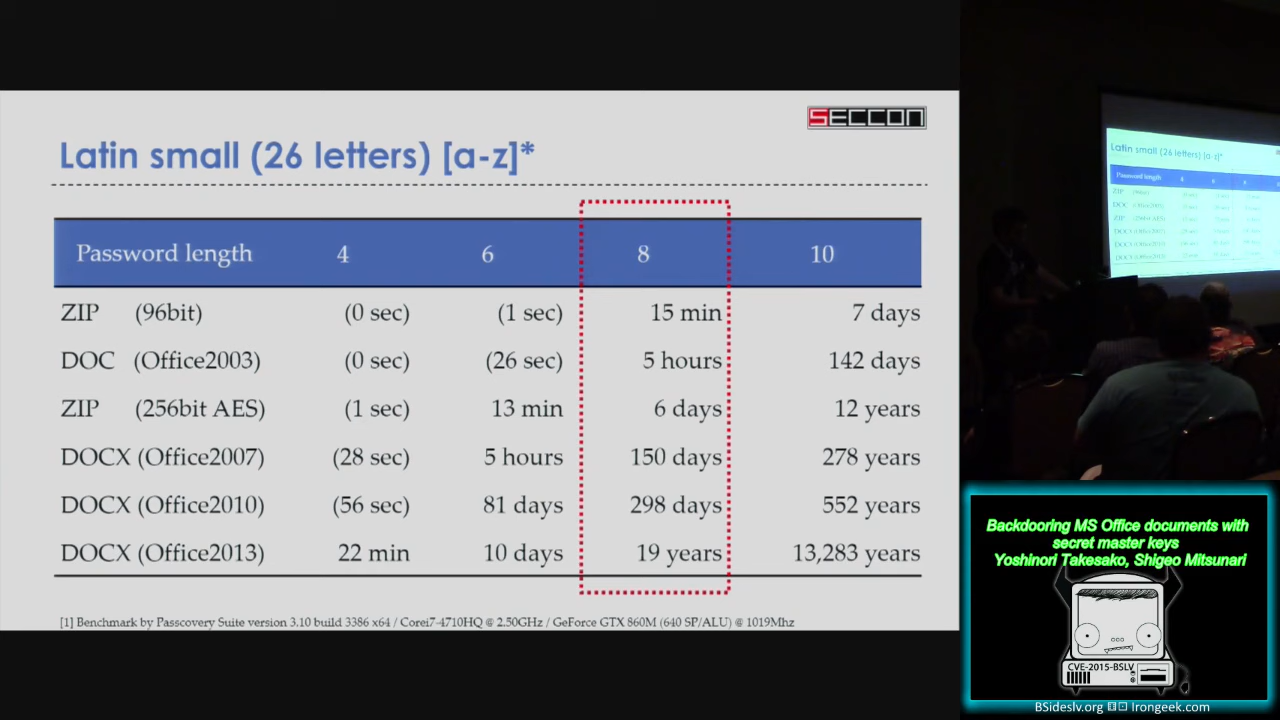 SECCON
Latin small (26 letters) [a-z]*
Password length 4 6 8 10
ZIP (96bit) (0 sec) (1 sec) 15 min 7 days
DOC (Office2003) (0 sec) (26 sec) 5 hours 142 days
ZIP (256bit AES) (1 sec) 13 min 6 days 12 years
DOCX (Office2007) (28 sec) 5 hours 150 days 278 years
DOCX (Office2010) (56 sec) 81 days 298 days 552 years
DOCX (Office2013) 22 min 10 days 19 years 13,283 years
[1] Benchmark by Passcovery Suite version 3.10 build 3386 x64 / Corei7-4710HQ @ 2.50GHz / GeForce GTX 860M (640 SP/ALU) @ 1019Mhz
Latin small (26 letters) [a-z]*
Password length
Backdooring MS Office documents with
secret master keys
Yoshinori Takesako, Shigeo Mitsunari
CVE-2015-BSLV
BSideslv.org Irongeek.com